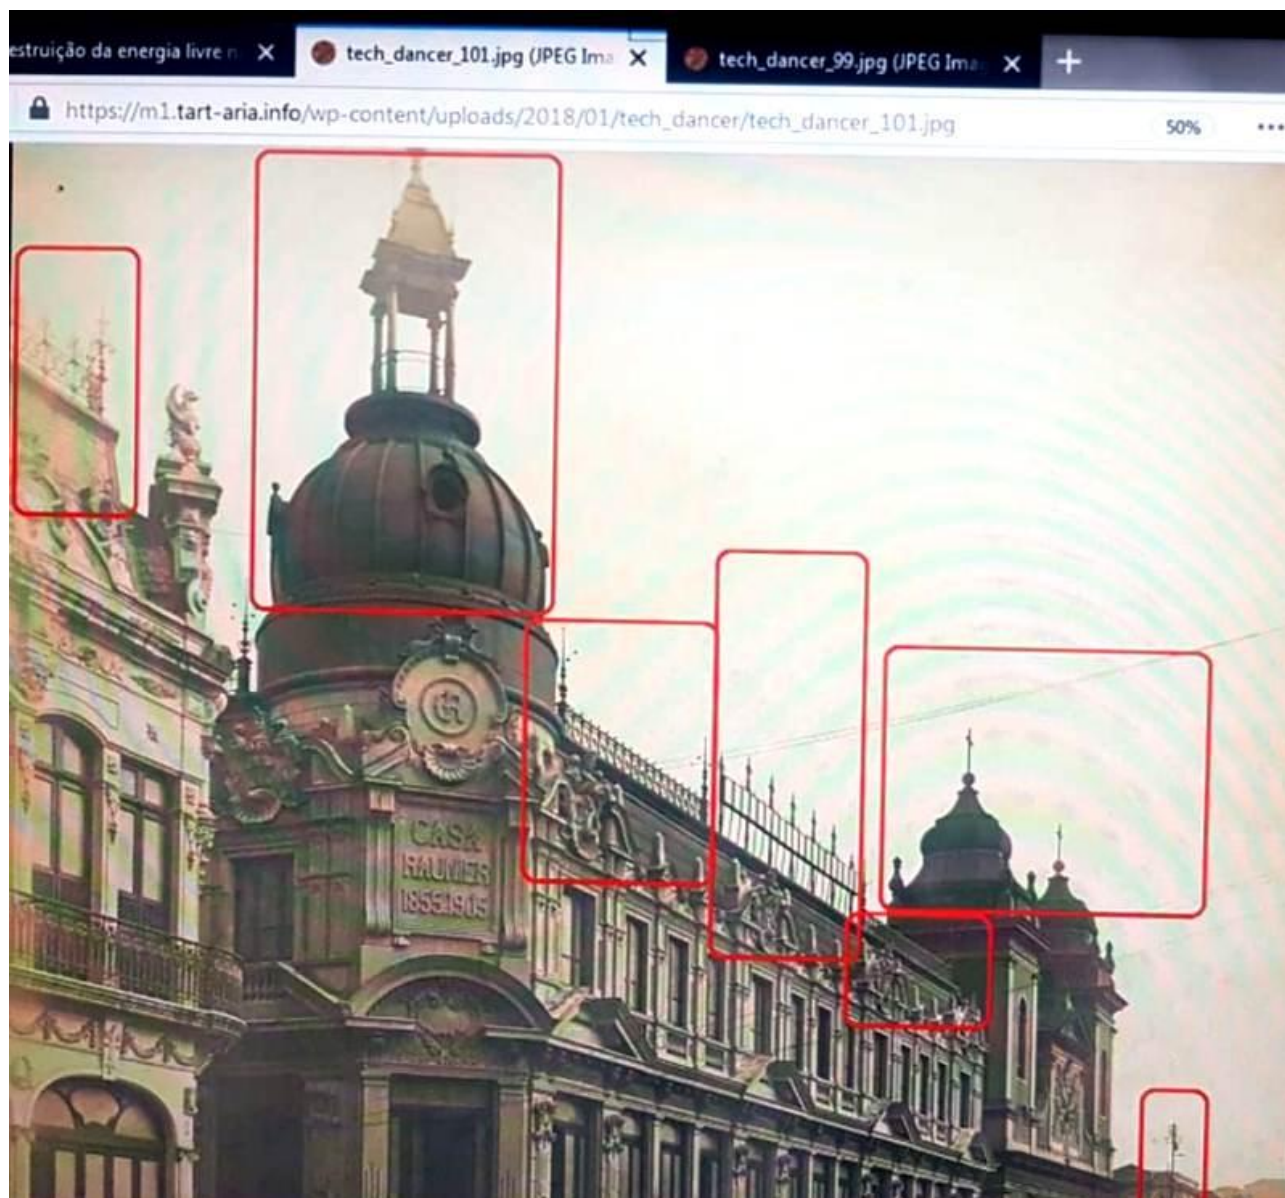 estruição da energia livre n
tech_dancer_101.jpg (JPEG Ima
tech_dancer_99.jpg (JPEG Ima
https://m1.tart-aria.info/wp-content/uploads/2018/01/tech_dancer/tech_dancer_101.jpg
50%
CR
CASA
RAUNIER
1855.1905